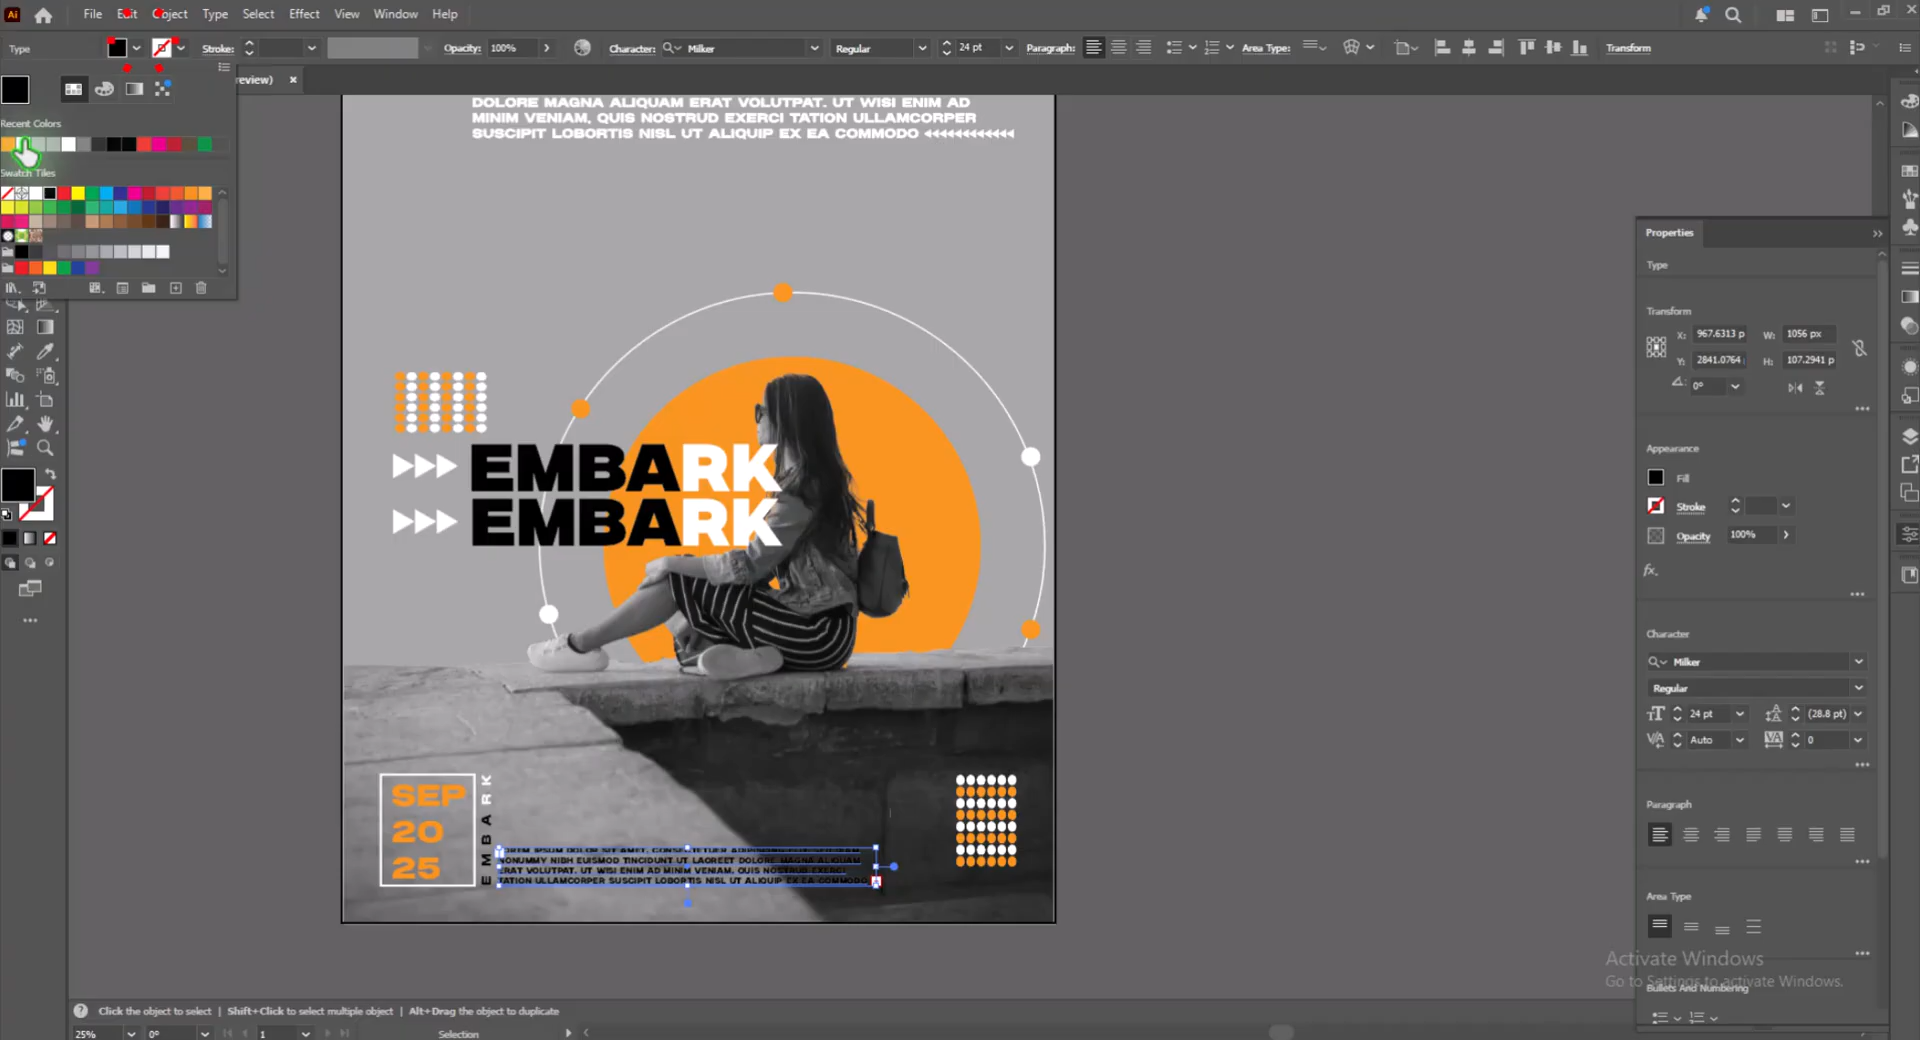 Ai File Edit Object Type Select Effect View Window Help
Type Stroke: Opacity: 100% Character: Milker Regular 24 pt Paragraph: Area Type: Transform
review) ×
Recent Colors
Swatch Tiles
DOLORE MAGNA ALIQUAM ERAT VOLUTPAT. UT WISI ENIM AD
MINIM VENIAM, QUIS NOSTRUD EXERCI TATION ULLAMCORPER
SUSCIPIT LOBORTIS NISL UT ALIQUIP EX EA COMMODO
EMBARK
EMBARK
SEP
20
25
EMBARK
LOREM IPSUM DOLOR SIT AMET, CONSECTETUER ADIPISCING
NONUMMY NIBH EUISMOD TINCIDUNT UT LAOREET DOLORE MAGNA ALIQUAM
ERAT VOLUTPAT. UT WISI ENIM AD MINIM VENIAM, QUIS NOSTRUD EXERCI
TATION ULLAMCORPER SUSCIPIT LOBORTIS NISL UT ALIQUIP EX EA COMMODO
Properties
Type
Transform
X: 967.6313 p W: 1056 px
Y: 2841.0764 H: 107.2941 p
0°
Appearance
Fill
Stroke
Opacity 100%
fx.
Character
Milker
Regular
24 pt (28.8 pt)
Auto 0
Paragraph
Area Type
Bullets And Numbering
Activate Windows
Go to Settings to activate Windows.
Click the object to select | Shift+Click to select multiple object | Alt+Drag the object to duplicate
25% 0° 1 Selection